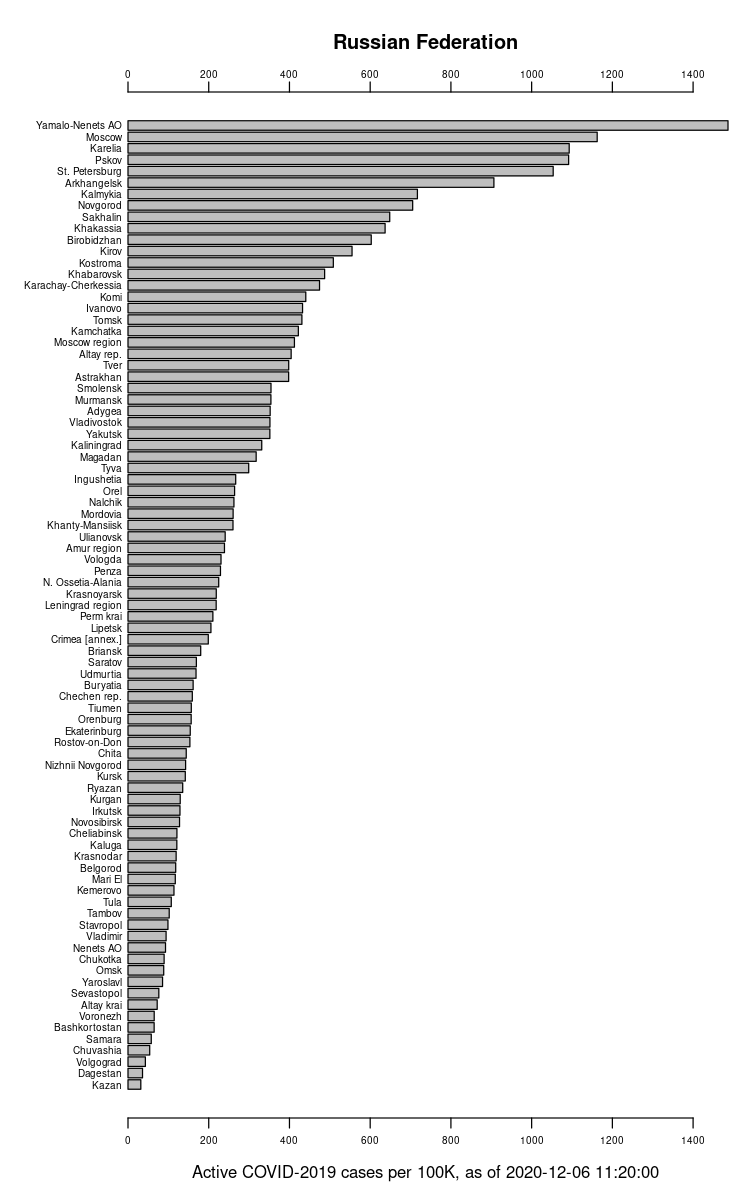 Russian Federation
0 200 400 600 800 1000 1200 1400
Yamalo-Nenets AO
Moscow
Karelia
Pskov
St. Petersburg
Arkhangelsk
Kalmykia
Novgorod
Sakhalin
Khakassia
Birobidzhan
Kirov
Kostroma
Khabarovsk
Karachay-Cherkessia
Komi
Ivanovo
Tomsk
Kamchatka
Moscow region
Altay rep.
Tver
Astrakhan
Smolensk
Murmansk
Adygea
Vladivostok
Yakutsk
Kaliningrad
Magadan
Tyva
Ingushetia
Orel
Nalchik
Mordovia
Khanty-Mansiisk
Ulianovsk
Amur region
Vologda
Penza
N. Ossetia-Alania
Krasnoyarsk
Leningrad region
Perm krai
Lipetsk
Crimea [annex.]
Briansk
Saratov
Udmurtia
Buryatia
Chechen rep.
Tiumen
Orenburg
Ekaterinburg
Rostov-on-Don
Chita
Nizhnii Novgorod
Kursk
Ryazan
Kurgan
Irkutsk
Novosibirsk
Cheliabinsk
Kaluga
Krasnodar
Belgorod
Mari El
Kemerovo
Tula
Tambov
Stavropol
Vladimir
Nenets AO
Chukotka
Omsk
Yaroslavl
Sevastopol
Altay krai
Voronezh
Bashkortostan
Samara
Chuvashia
Volgograd
Dagestan
Kazan
0 200 400 600 800 1000 1200 1400
Active COVID-2019 cases per 100K, as of 2020-12-06 11:20:00